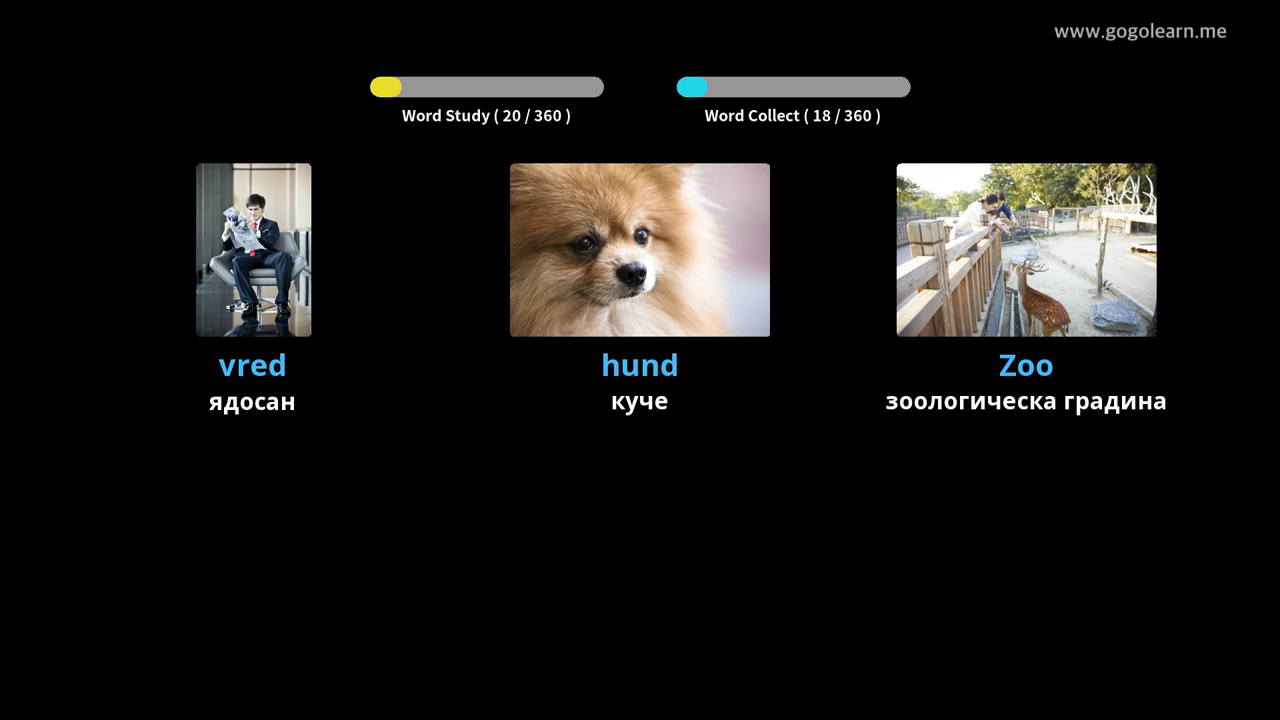 www.gogolearn.me
Word Study ( 20 / 360 )
Word Collect ( 18 / 360 )
vred
ядосан
hund
куче
Zoo
зоологическа градина